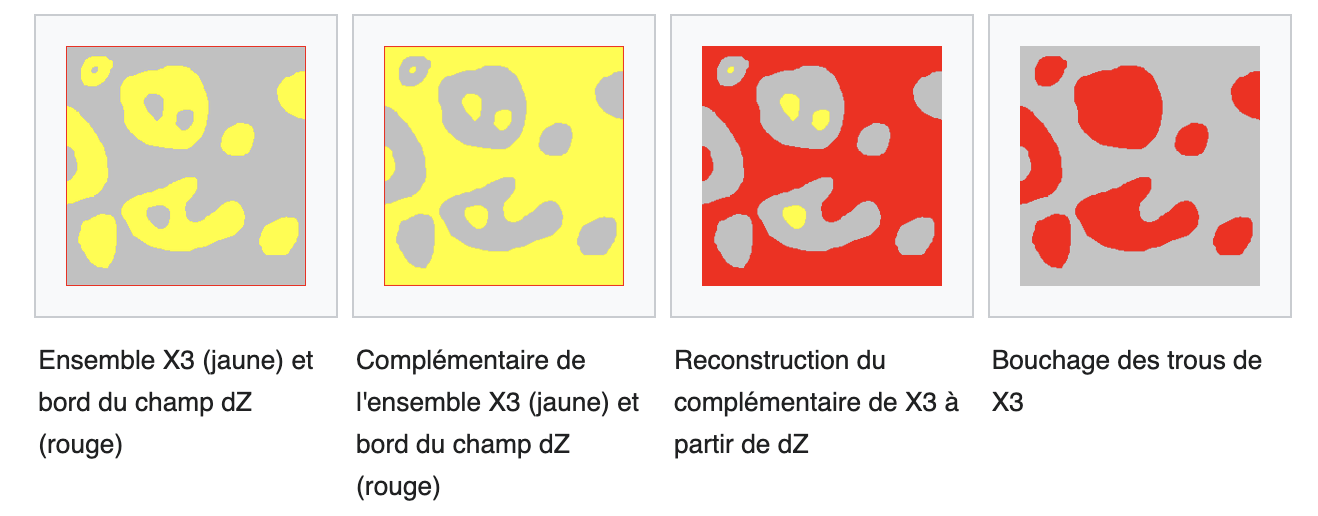 Ensemble X3 (jaune) et
bord du champ dZ
(rouge)
Complémentaire de
l'ensemble X3 (jaune) et
bord du champ dZ
(rouge)
Reconstruction du
complémentaire de X3 à
partir de dZ
Bouchage des trous de
X3